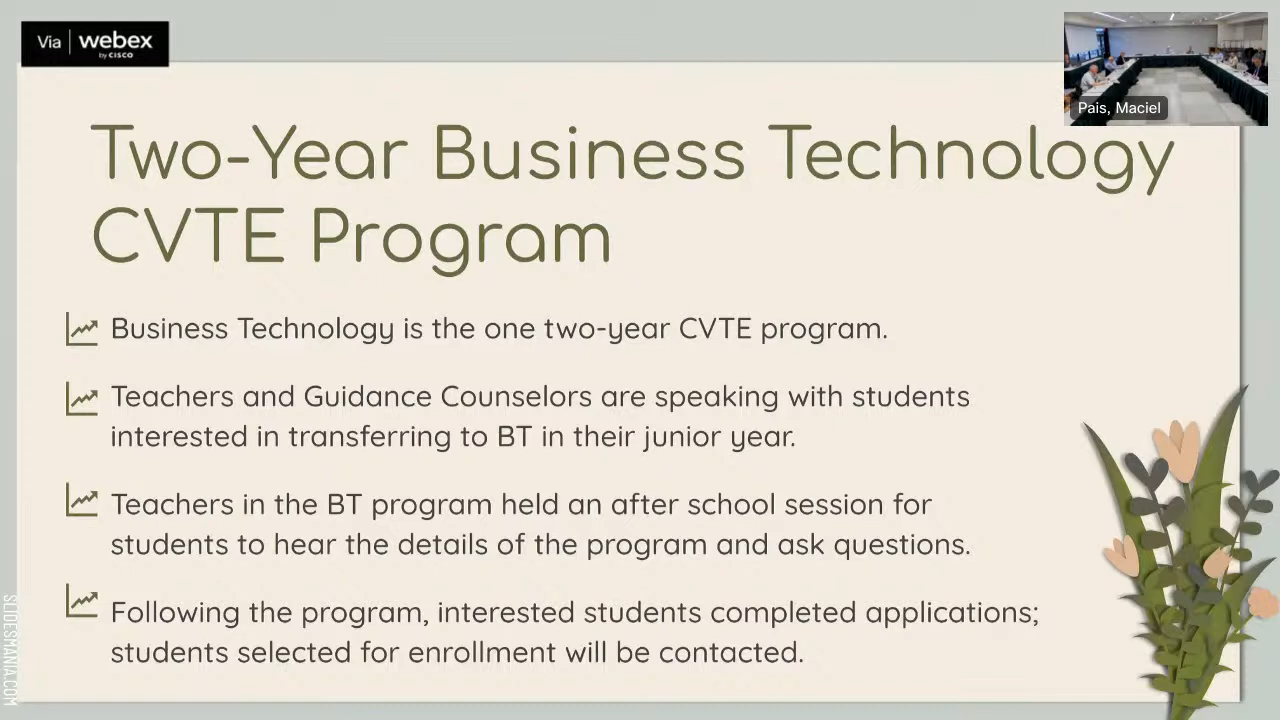 Via webex
by CISCO
Pais, Maciel
Two-Year Business Technology
CVTE Program
Business Technology is the one two-year CVTE program.
Teachers and Guidance Counselors are speaking with students
interested in transferring to BT in their junior year.
Teachers in the BT program held an after school session for
students to hear the details of the program and ask questions.
Following the program, interested students completed applications;
students selected for enrollment will be contacted.
SLIDESMANIA.COM